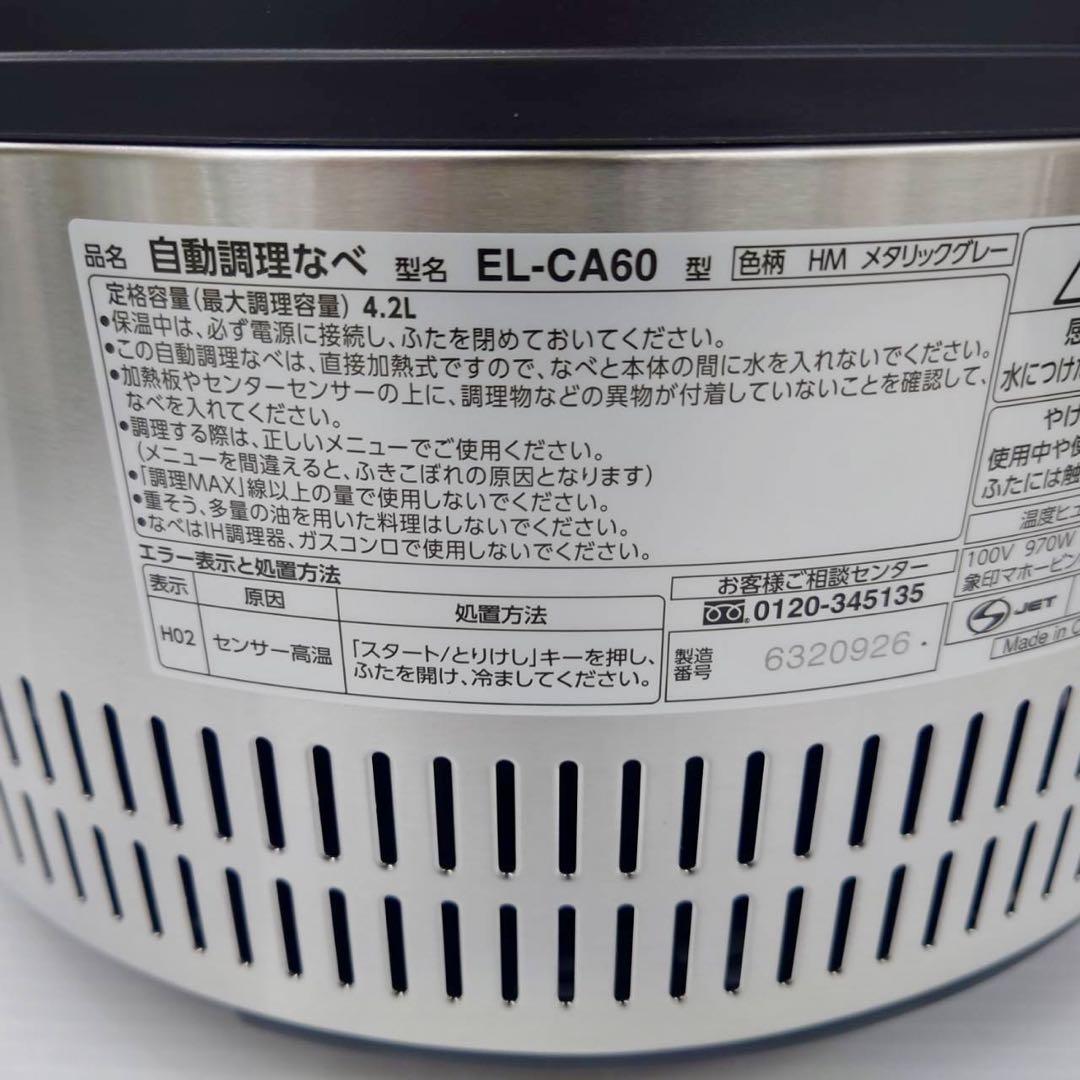 品名 自動調理なべ 型名 EL-CA60 型 色柄 HM メタリックグレー
定格容量(最大調理容量) 4.2L
•保温中は、必ず電源に接続し、ふたを閉めておいてください。
•この自動調理なべは、直接加熱式ですので、なべと本体の間に水を入れないでください。
•加熱板やセンターセンサーの上に、調理物などの異物が付着していないことを確認して、
なべを入れてください。
•調理する際は、正しいメニューでご使用ください。
(メニューを間違えると、ふきこぼれの原因となります)
•「調理MAX」線以上の量で使用しないでください。
•重そう、多量の油を用いた料理はしないでください。
•なべはIH調理器、ガスコンロで使用しないでください。
エラー表示と処置方法
表示 原因 処置方法
H02 センサー高温 「スタート/とりけし」キーを押し、
ふたを開け、冷ましてください。
お客様ご相談センター
0120-345135
製造
番号 6320926
感
水につけた
やけ
使用中や使
ふたには触
温度ヒュ
100V 970W
象印マホービン
JET
Made in C